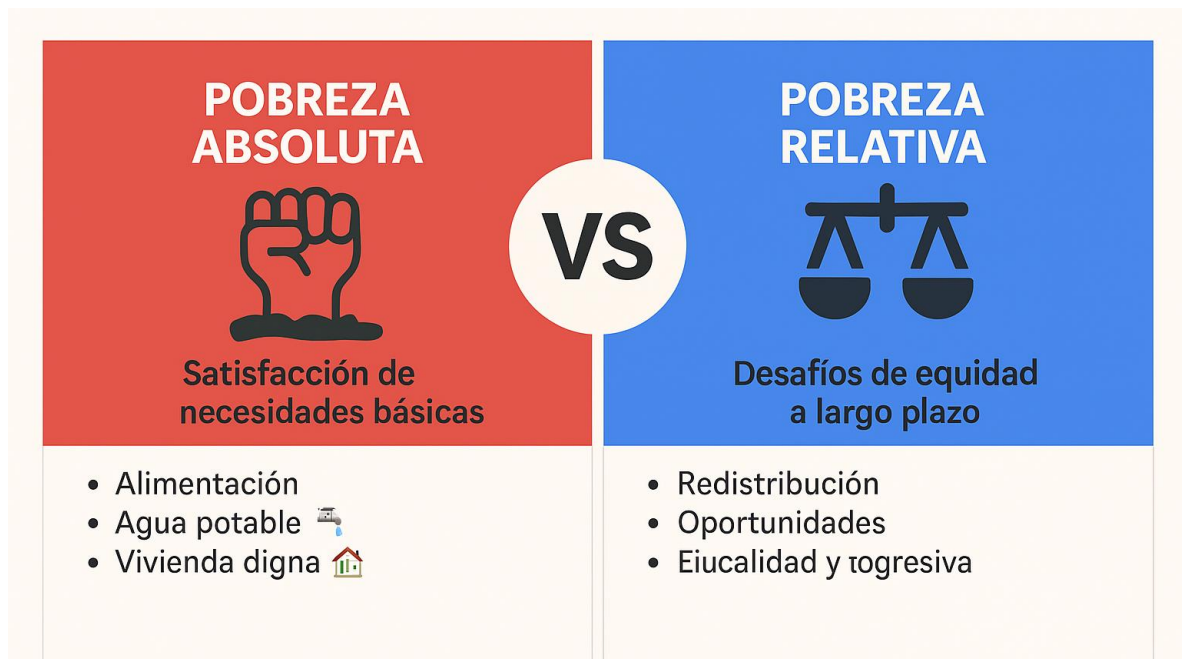 POBREZA
ABSOLUTA
Satisfacción de
necesidades básicas
VS
POBREZA
RELATIVA
Desafíos de equidad
a largo plazo
• Alimentación
• Agua potable
• Vivienda digna
• Redistribución
• Oportunidades
• Eiucalidad y τogresiva